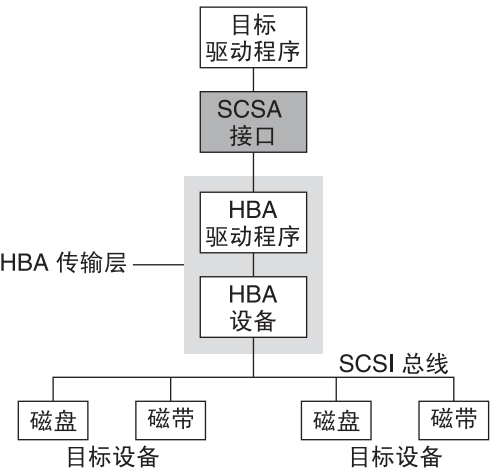 目标
驱动程序
SCSA
接口
HBA
驱动程序
HBA 传输层
HBA
设备
SCSI 总线
磁盘
磁带
磁盘
磁带
目标设备
目标设备